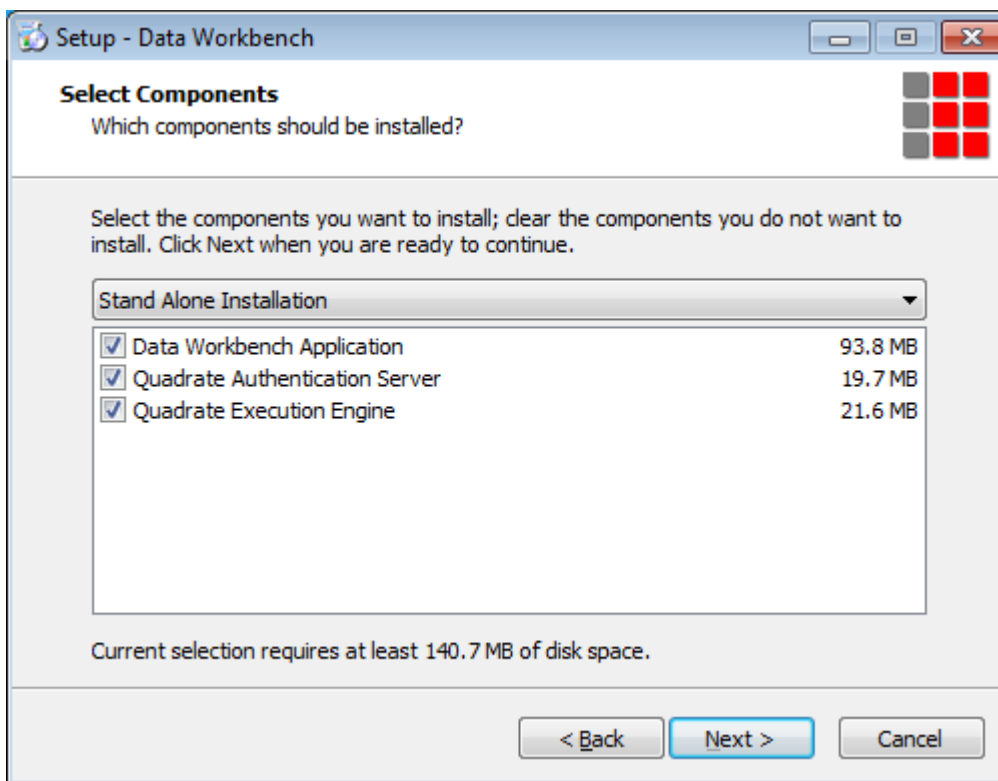 Setup - Data Workbench
Select Components
Which components should be installed?
Select the components you want to install; clear the components you do not want to
install. Click Next when you are ready to continue.
Stand Alone Installation
Data Workbench Application 93.8 MB
Quadrate Authentication Server 19.7 MB
Quadrate Execution Engine 21.6 MB
Current selection requires at least 140.7 MB of disk space.
< Back Next > Cancel